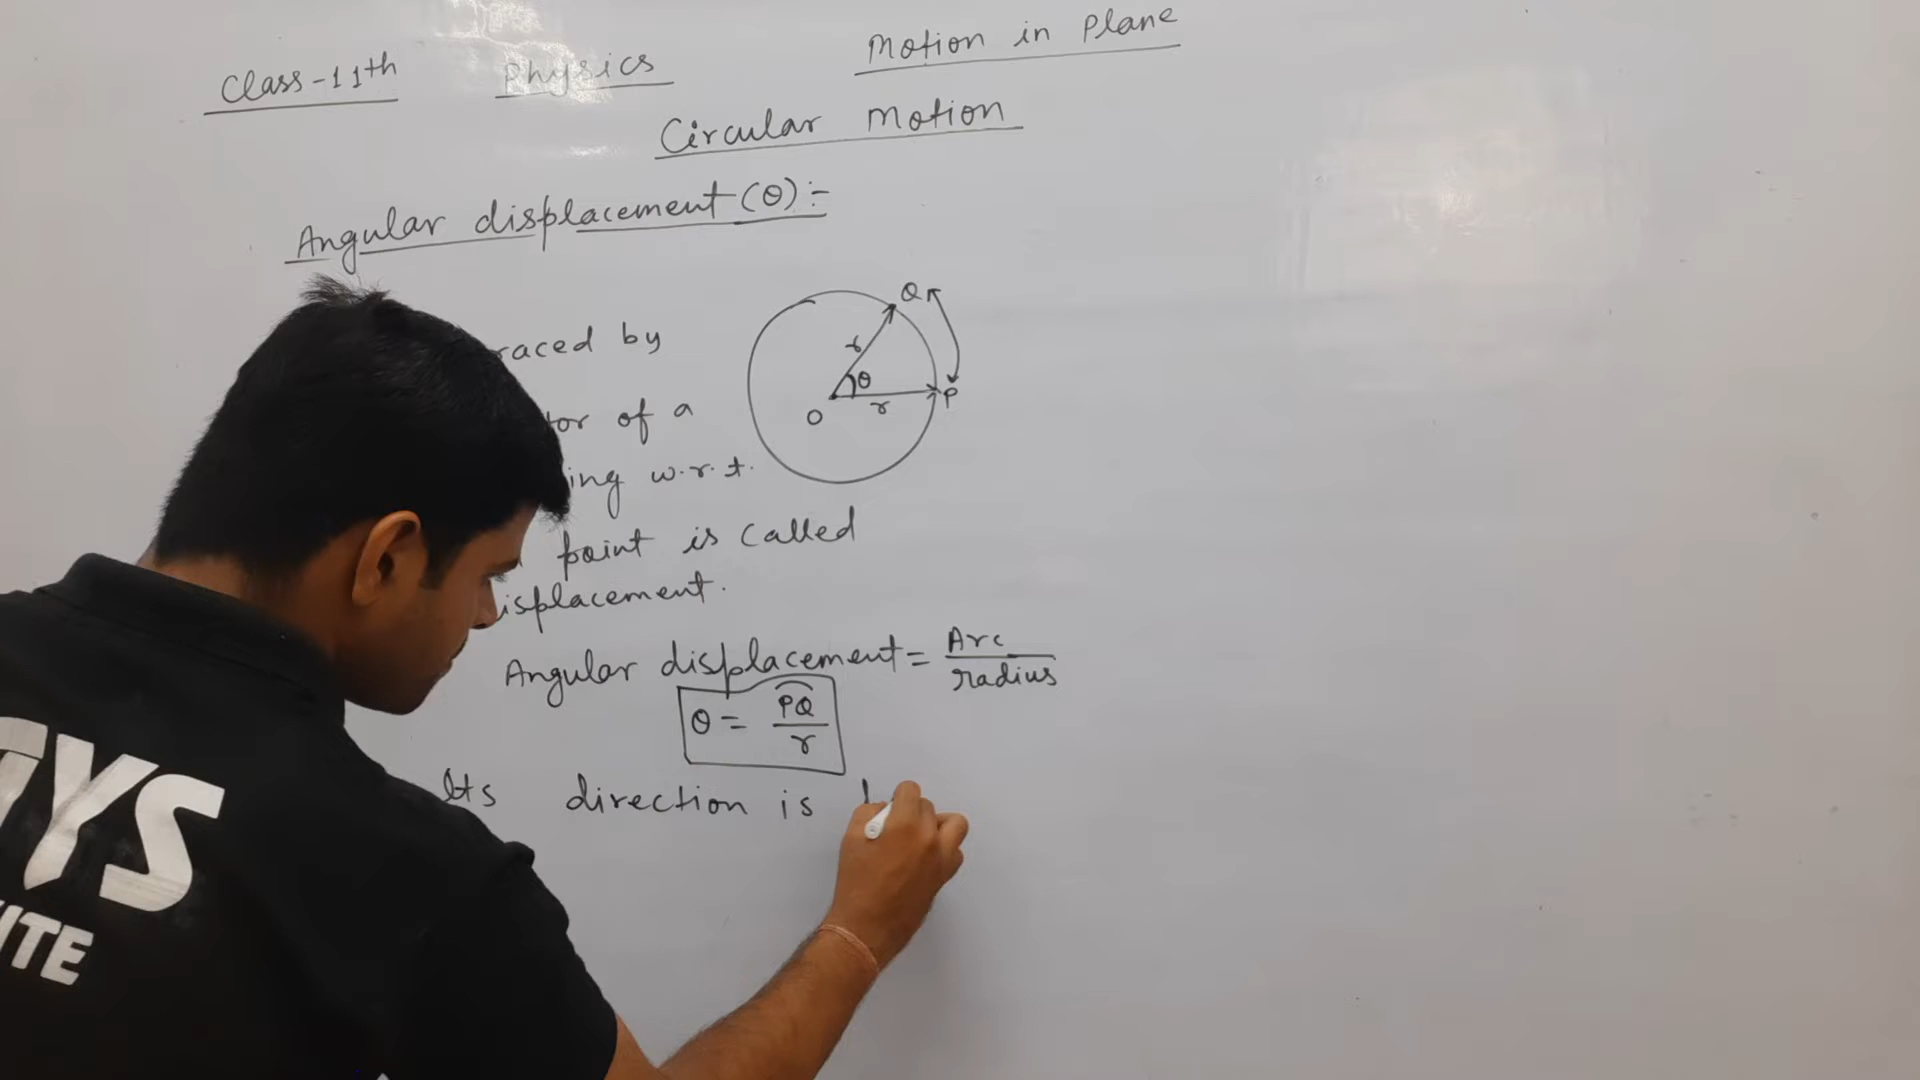 Class-11th Physics Motion in Plane
Circular Motion
Angular displacement (θ):-
raced by
tor of a
ing w.r.t.
point is called
isplacement.
Q
r
θ
O
r
P
Angular displacement = Arc/radius
θ = PQ/r
Its direction is
TYS